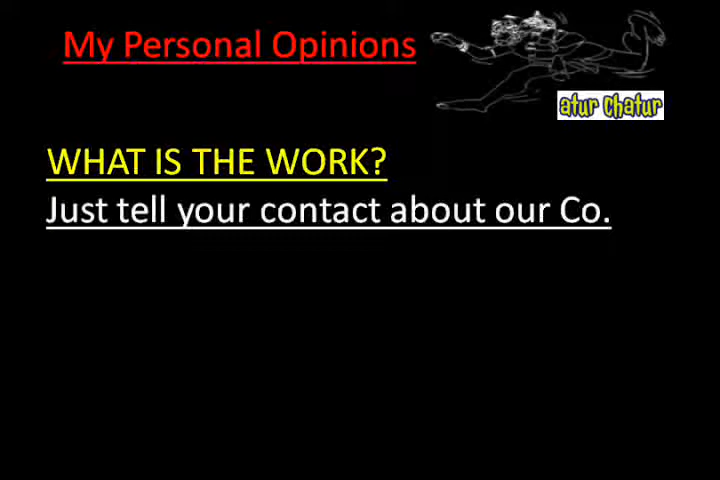 My Personal Opinions
atur Chatur
WHAT IS THE WORK?
Just tell your contact about our Co.